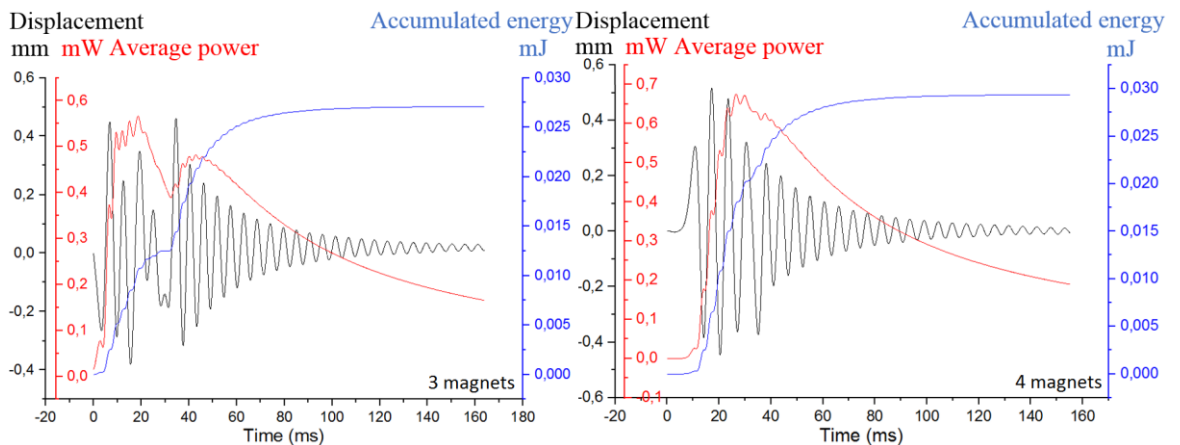 Displacement
mm
mW Average power
Accumulated energy
mJ
0,6
0,4
0,2
0,0
-0,2
-0,4
0,6
0,5
0,4
0,3
0,2
0,1
0,0
0,030
0,025
0,020
0,015
0,010
0,005
0,000
3 magnets
-20 0 20 40 60 80 100 120 140 160 180
Time (ms)
Displacement
mm
mW Average power
Accumulated energy
mJ
0,6
0,4
0,2
0,0
-0,2
-0,4
-0,6
0,7
0,6
0,5
0,4
0,3
0,2
0,1
0,0
-0,1
0,030
0,025
0,020
0,015
0,010
0,005
0,000
4 magnets
-20 0 20 40 60 80 100 120 140 160
Time (ms)